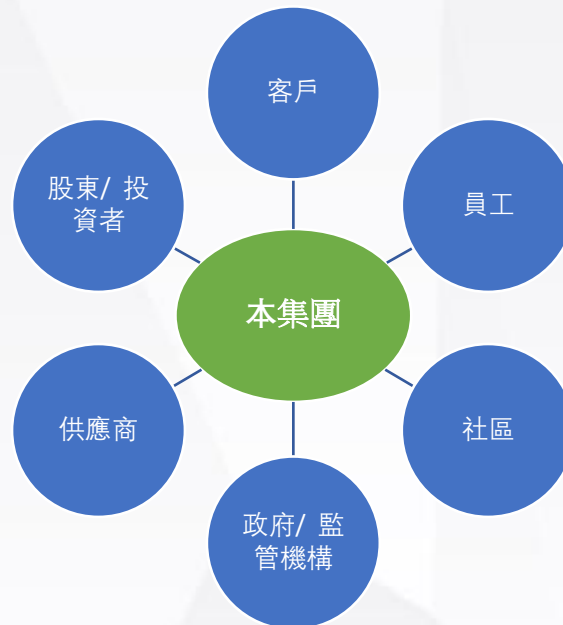 客戶
股東/ 投
資者
員工
本集團
供應商
社區
政府/ 監
管機構